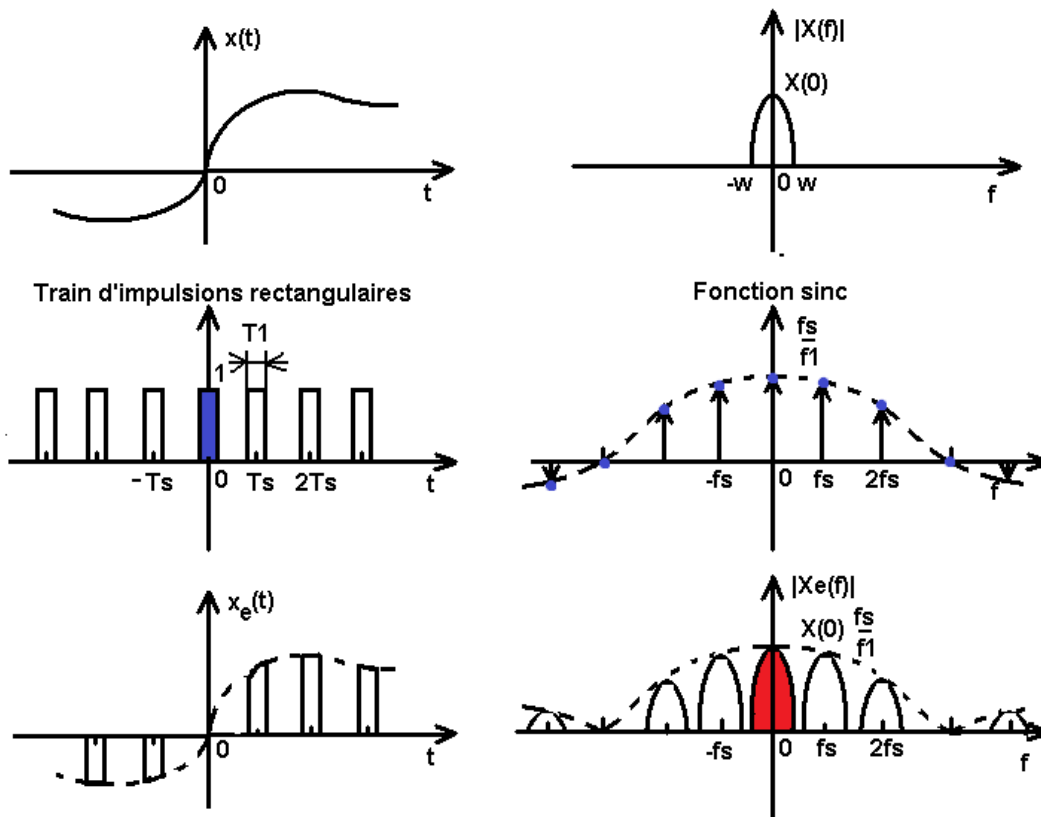 x(t)
0
t
|X(f)|
X(0)
-w 0 w
f
Train d'impulsions rectangulaires
T1
1
-Ts 0 Ts 2Ts
t
Fonction sinc
fs
f1
-fs 0 fs 2fs
f
xe(t)
0
t
|Xe(f)|
X(0) fs
f1
-fs 0 fs 2fs
f